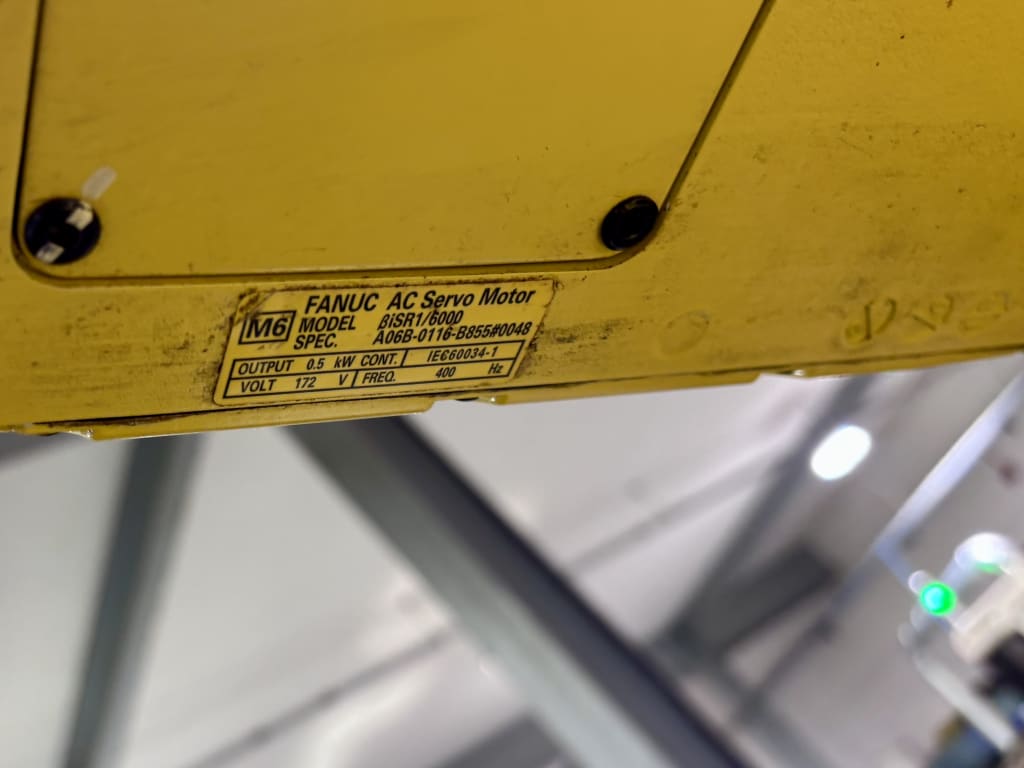 M6
FANUC AC Servo Motor
MODEL βiSR1/6000
SPEC. A06B-0116-B855#0048
OUTPUT 0.5 kW CONT. IEC60034-1
VOLT 172 V FREQ. 400 Hz